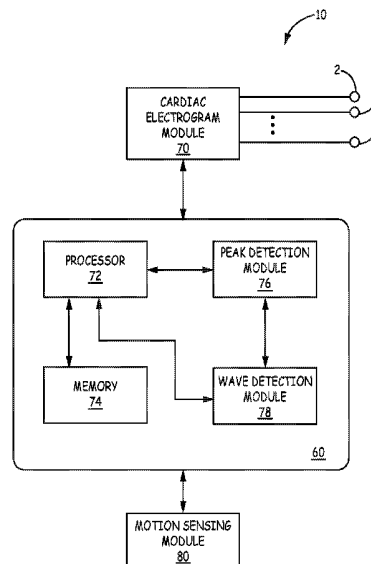 10
2
CARDIAC
ELECTROGRAM
MODULE
70
PROCESSOR
72
PEAK DETECTION
MODULE
76
MEMORY
74
WAVE DETECTION
MODULE
78
60
MOTION SENSING
MODULE
80